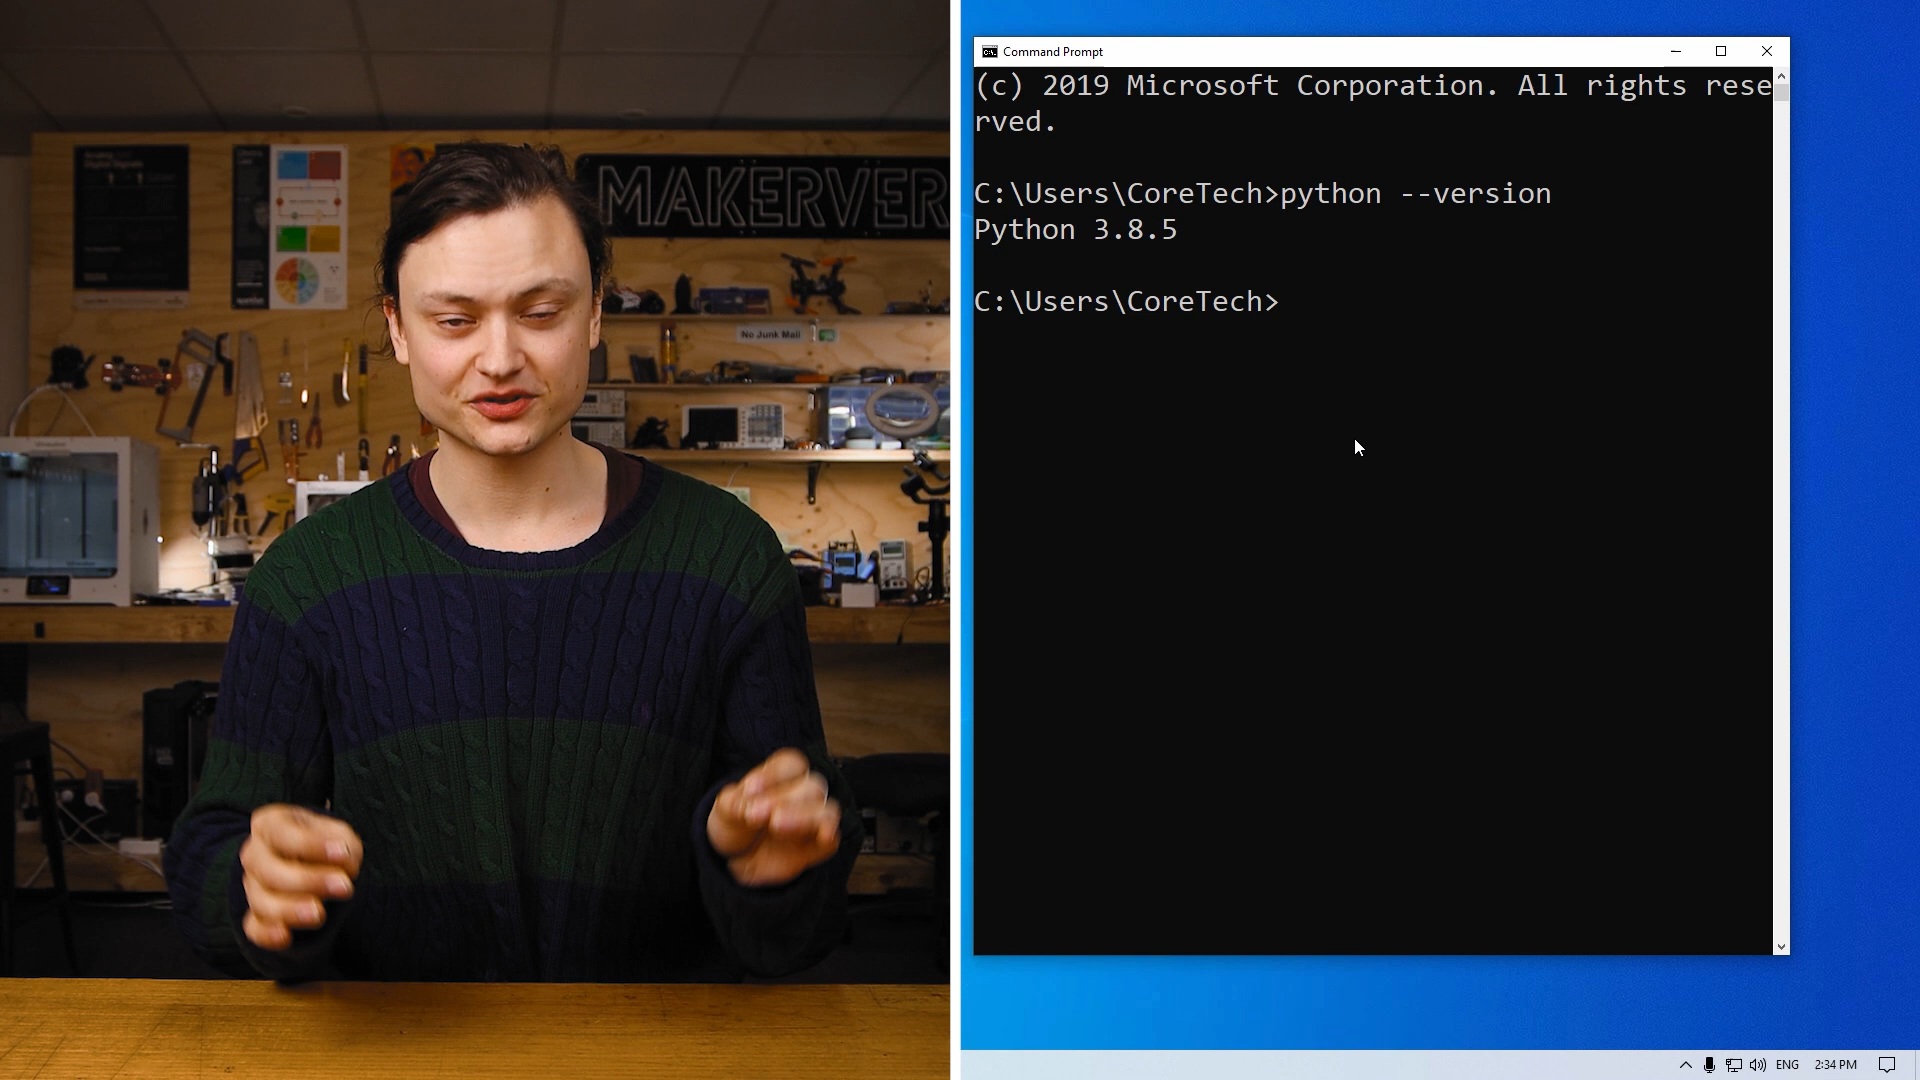 MAKERVER
No Junk Mail
Command Prompt
(c) 2019 Microsoft Corporation. All rights rese
rved.
C:\Users\CoreTech>python --version
Python 3.8.5
C:\Users\CoreTech>
ENG
2:34 PM